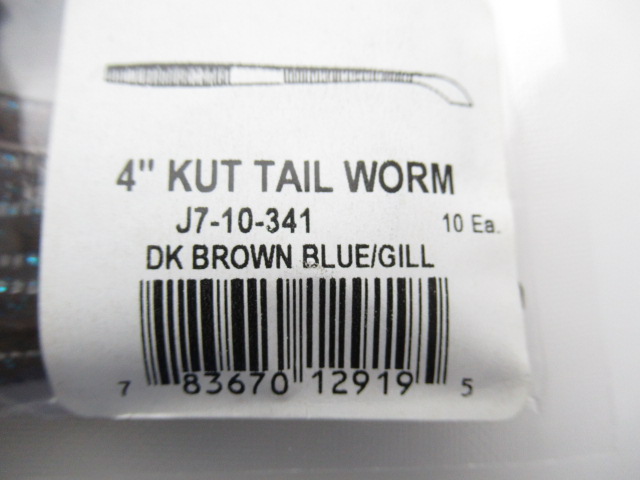 4" KUT TAIL WORM
J7-10-341 10 Ea.
DK BROWN BLUE/GILL
7 83670 12919 5